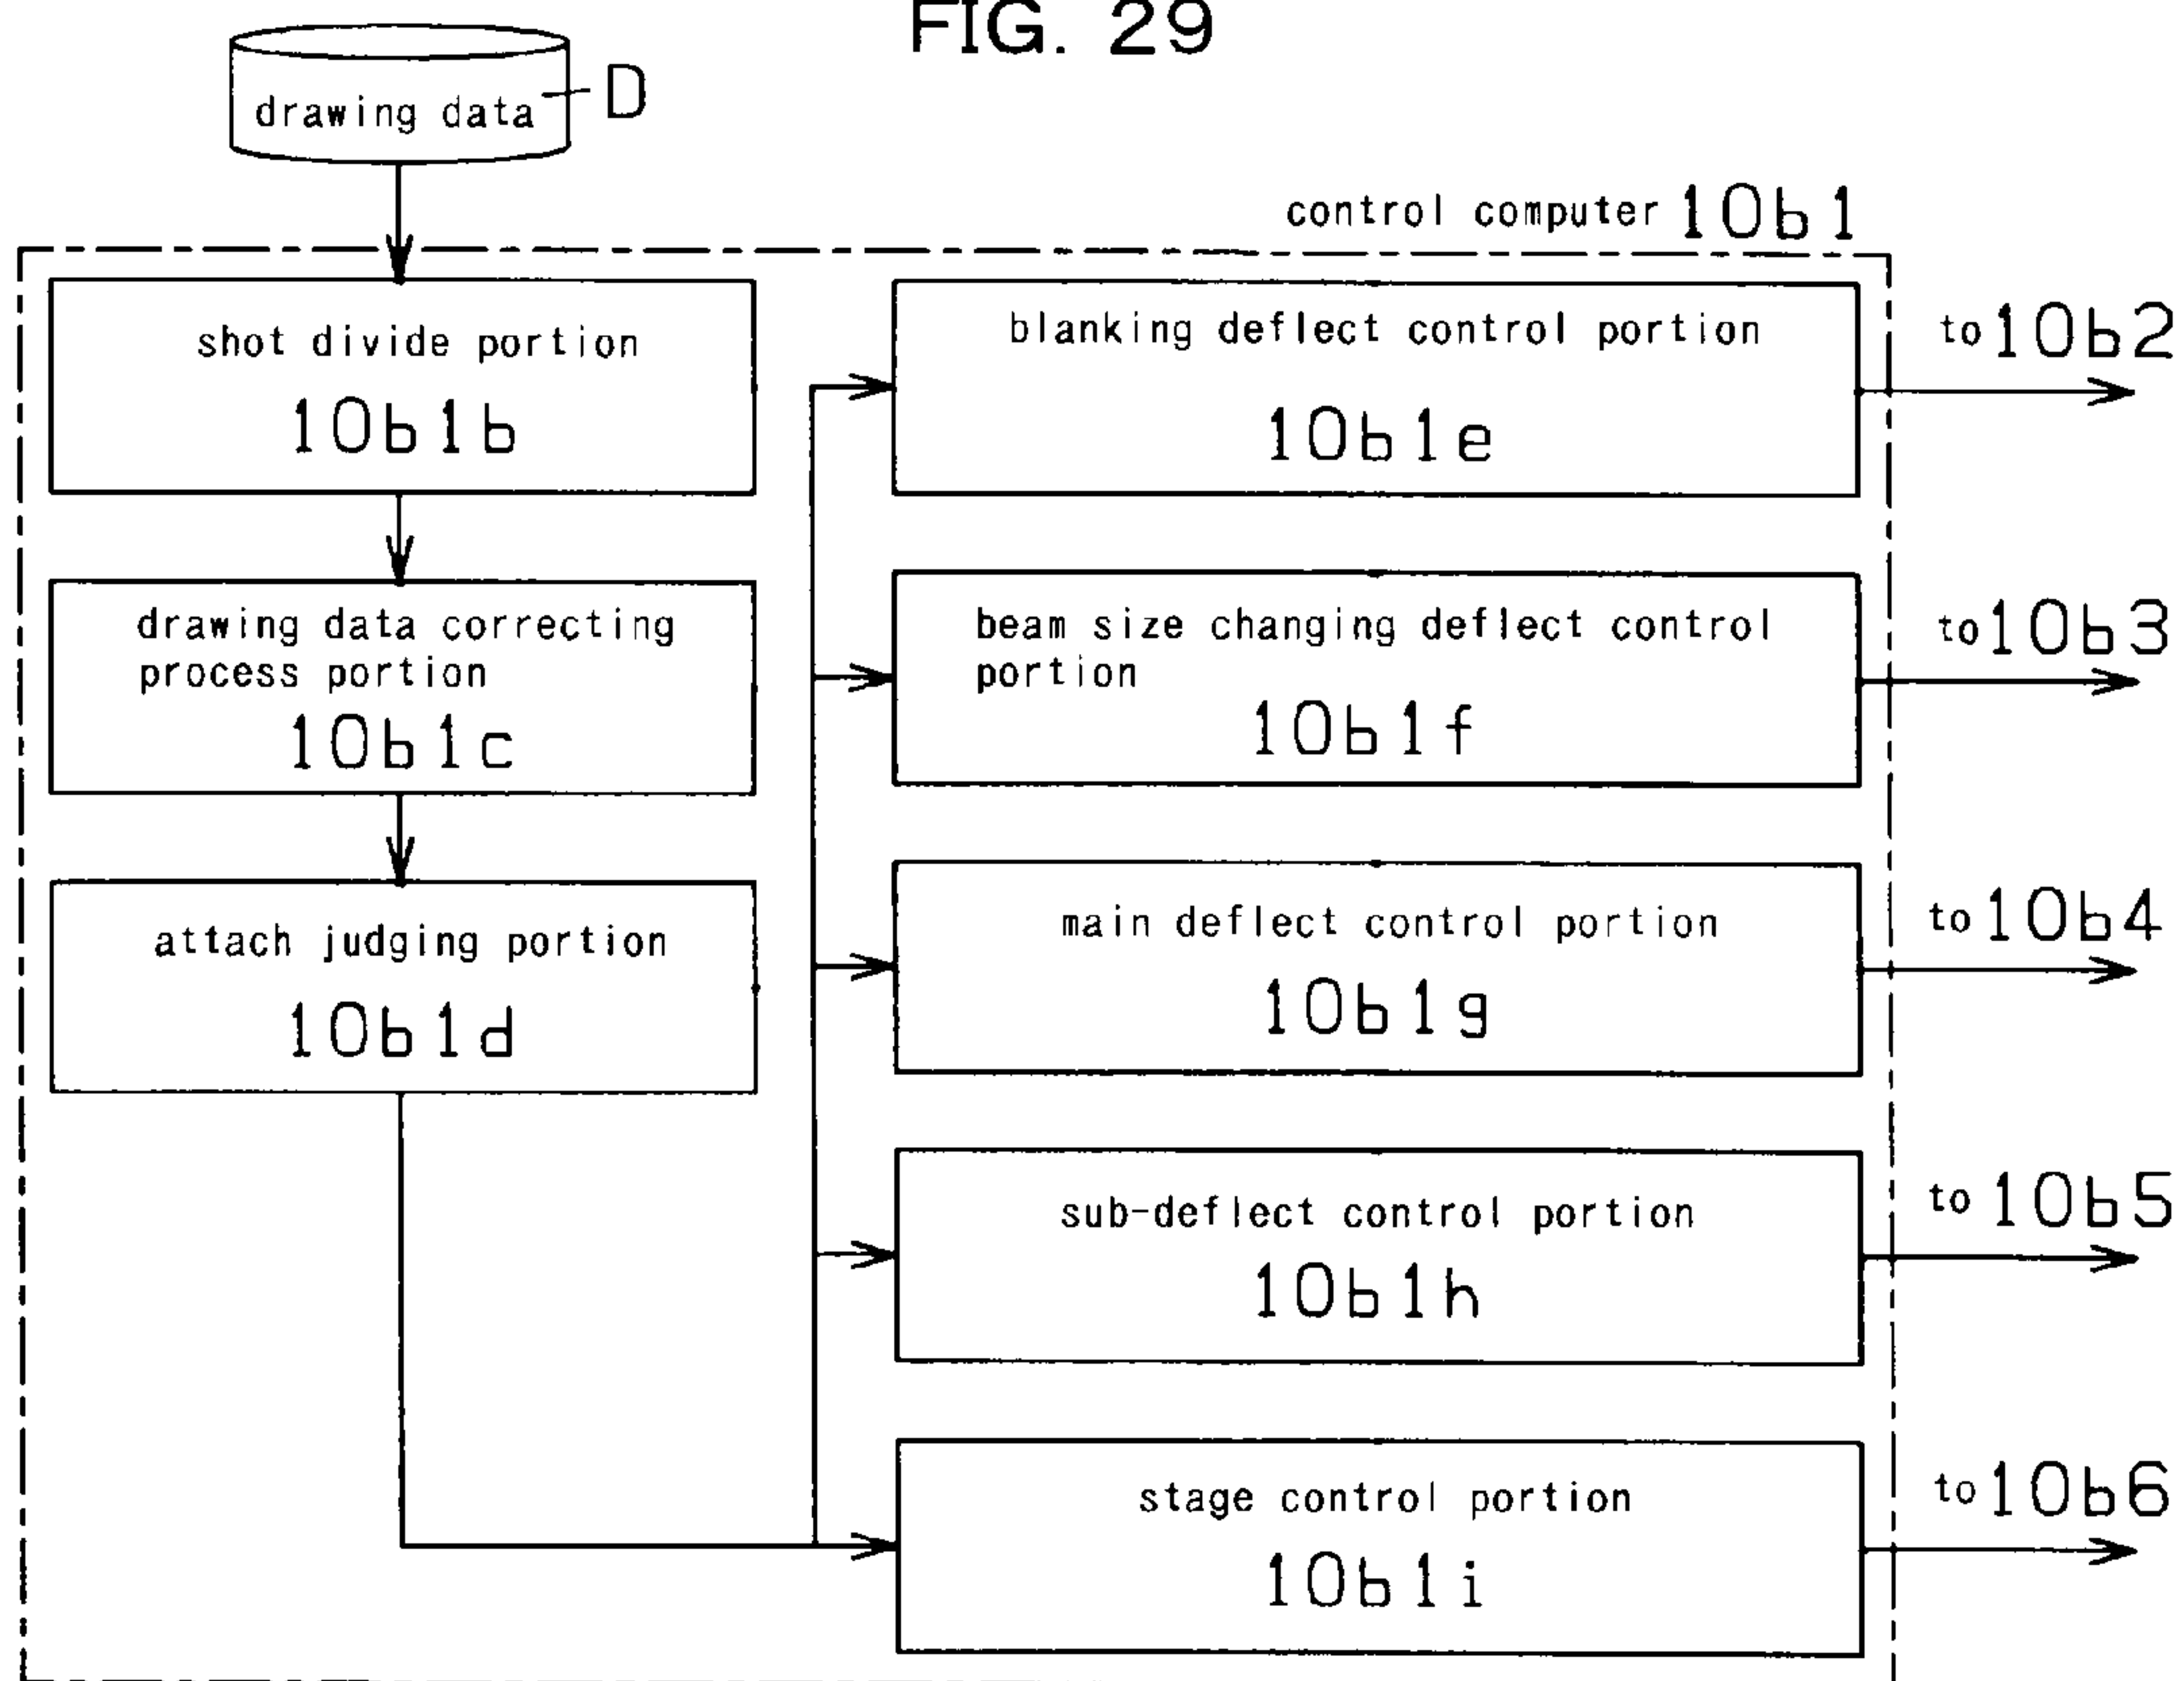 FIG. 29
drawing data
D
control computer 10b1
shot divide portion
10b1b
drawing data correcting
process portion
10b1c
attach judging portion
10b1d
blanking deflect control portion
10b1e
to 10b2
beam size changing deflect control
portion
10b1f
to 10b3
main deflect control portion
10b1g
to 10b4
sub-deflect control portion
10b1h
to 10b5
stage control portion
10b1i
to 10b6